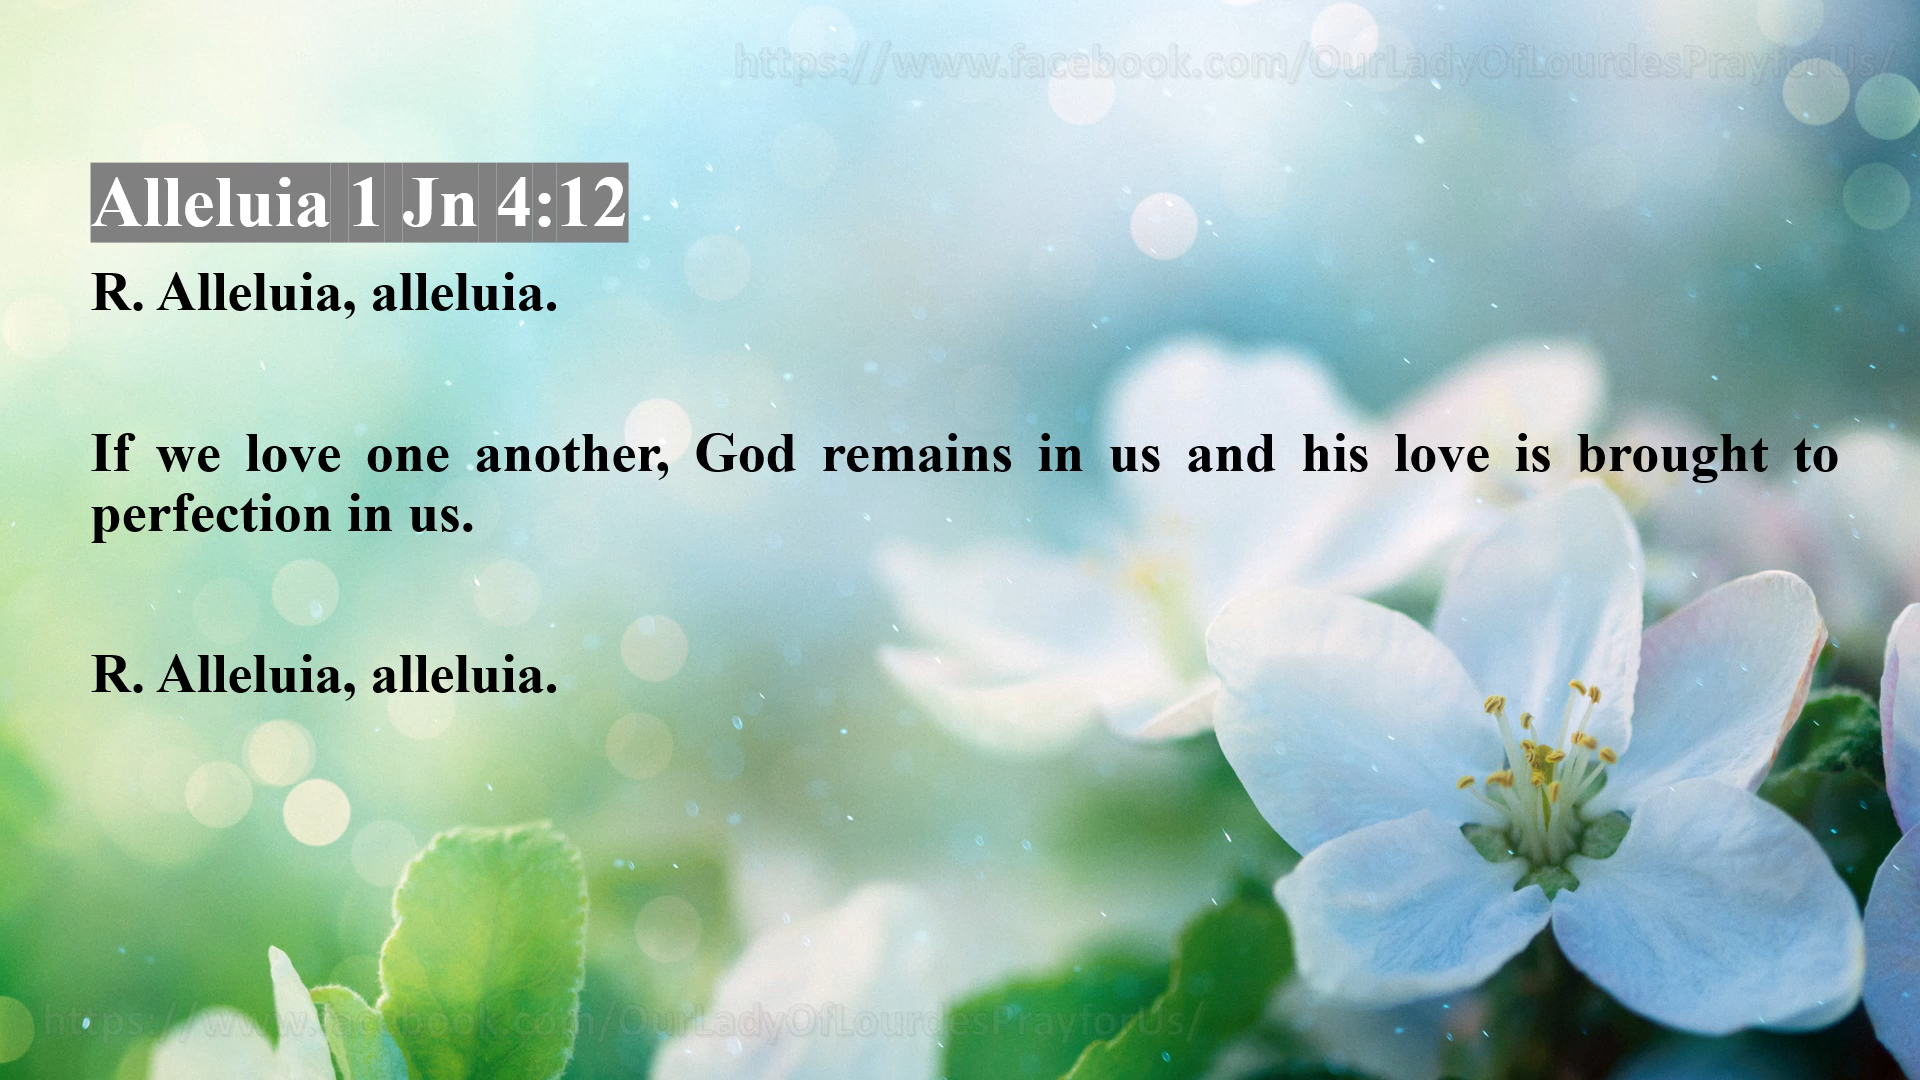 https://www.facebook.com/OurLadyOfLourdesPrayforUs/
Alleluia 1 Jn 4:12
R. Alleluia, alleluia.
If we love one another, God remains in us and his love is brought to
perfection in us.
R. Alleluia, alleluia.
https://www.facebook.com/OurLadyOfLourdesPrayforUs/